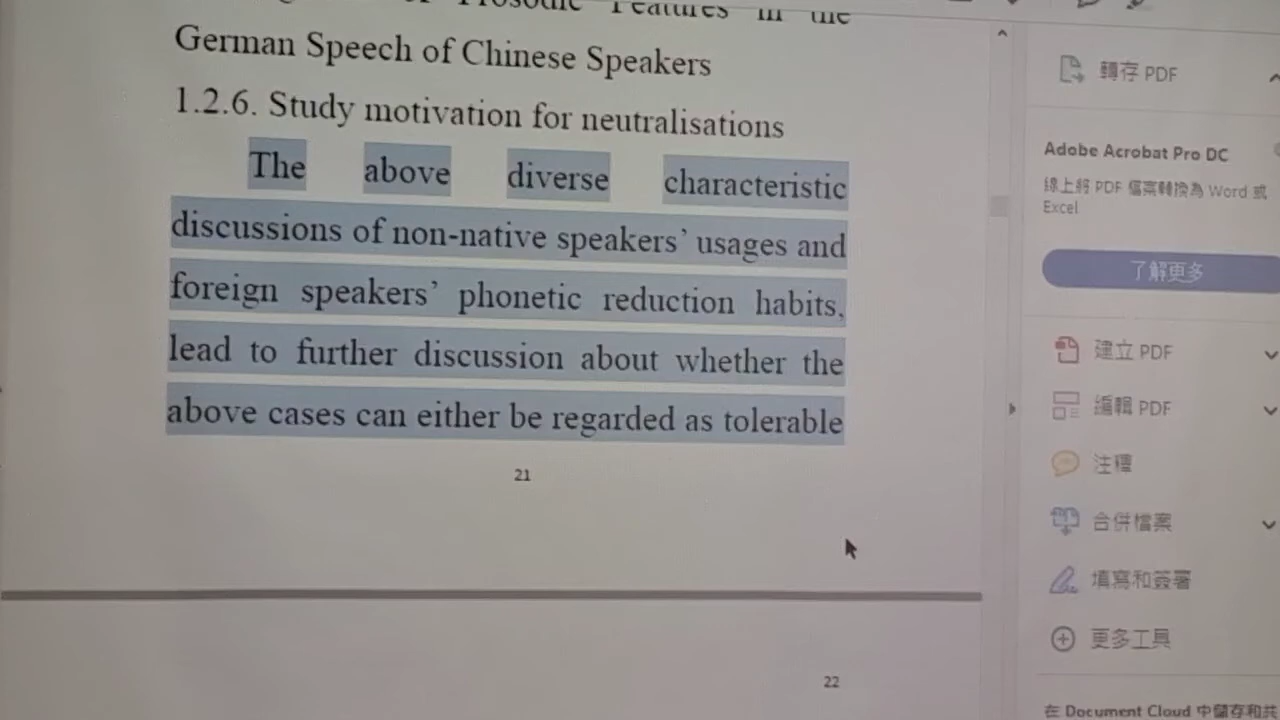 Features in the
German Speech of Chinese Speakers
1.2.6. Study motivation for neutralisations
The above diverse characteristic
discussions of non-native speakers’ usages and
foreign speakers’ phonetic reduction habits,
lead to further discussion about whether the
above cases can either be regarded as tolerable
21
22
轉存 PDF
Adobe Acrobat Pro DC
線上將 PDF 檔案轉換為 Word 或
Excel
了解更多
建立 PDF
編輯 PDF
注釋
合併檔案
填寫和簽署
更多工具
在 Document Cloud 中儲存和共